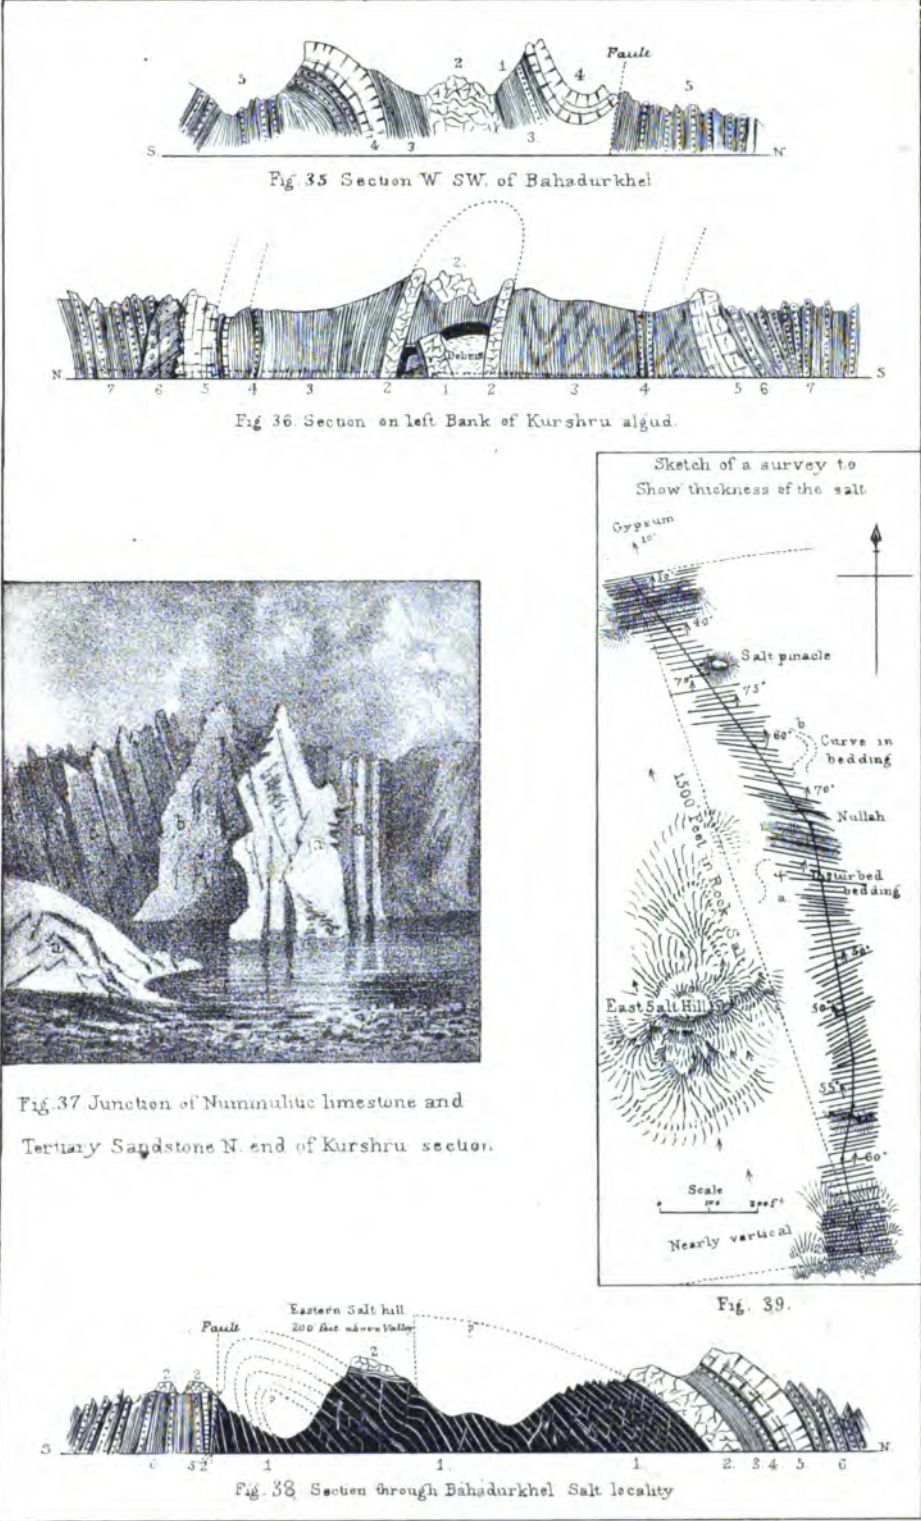 Fault
5
2
1
4
5
4
3
3.
S.
N
Fig. 35 Section W SW. of Bahadurkhel
2.
Debris
N
S
7
6
5
4
3
2
1
2
3
4
5
6
7
Fig 36. Section on left Bank of Kurshru algud.
Sketch of a survey to
Show thickness of the salt
Gypsum
10°
40°
Salt pinacle
70°
75°
60°
b
Curve in
bedding
70°
Nullah
Disturbed
bedding
a
1500 Feet in Rock Salt
50°
East Salt Hill
55°
60°
Scale
0
100
200 ft
Nearly vertical
Fig. 39.
c
b
a
a
a
Fig. 37 Junction of Nummulitic limestone and
Tertiary Sandstone N. end of Kurshru section.
Eastern Salt hill
Fault
200 feet above Valley
?
2
2
2
?
S
N.
6
5
2
1
1.
1
2.
3.
4.
5.
6
Fig. 38 Section through Bahadurkhel Salt locality